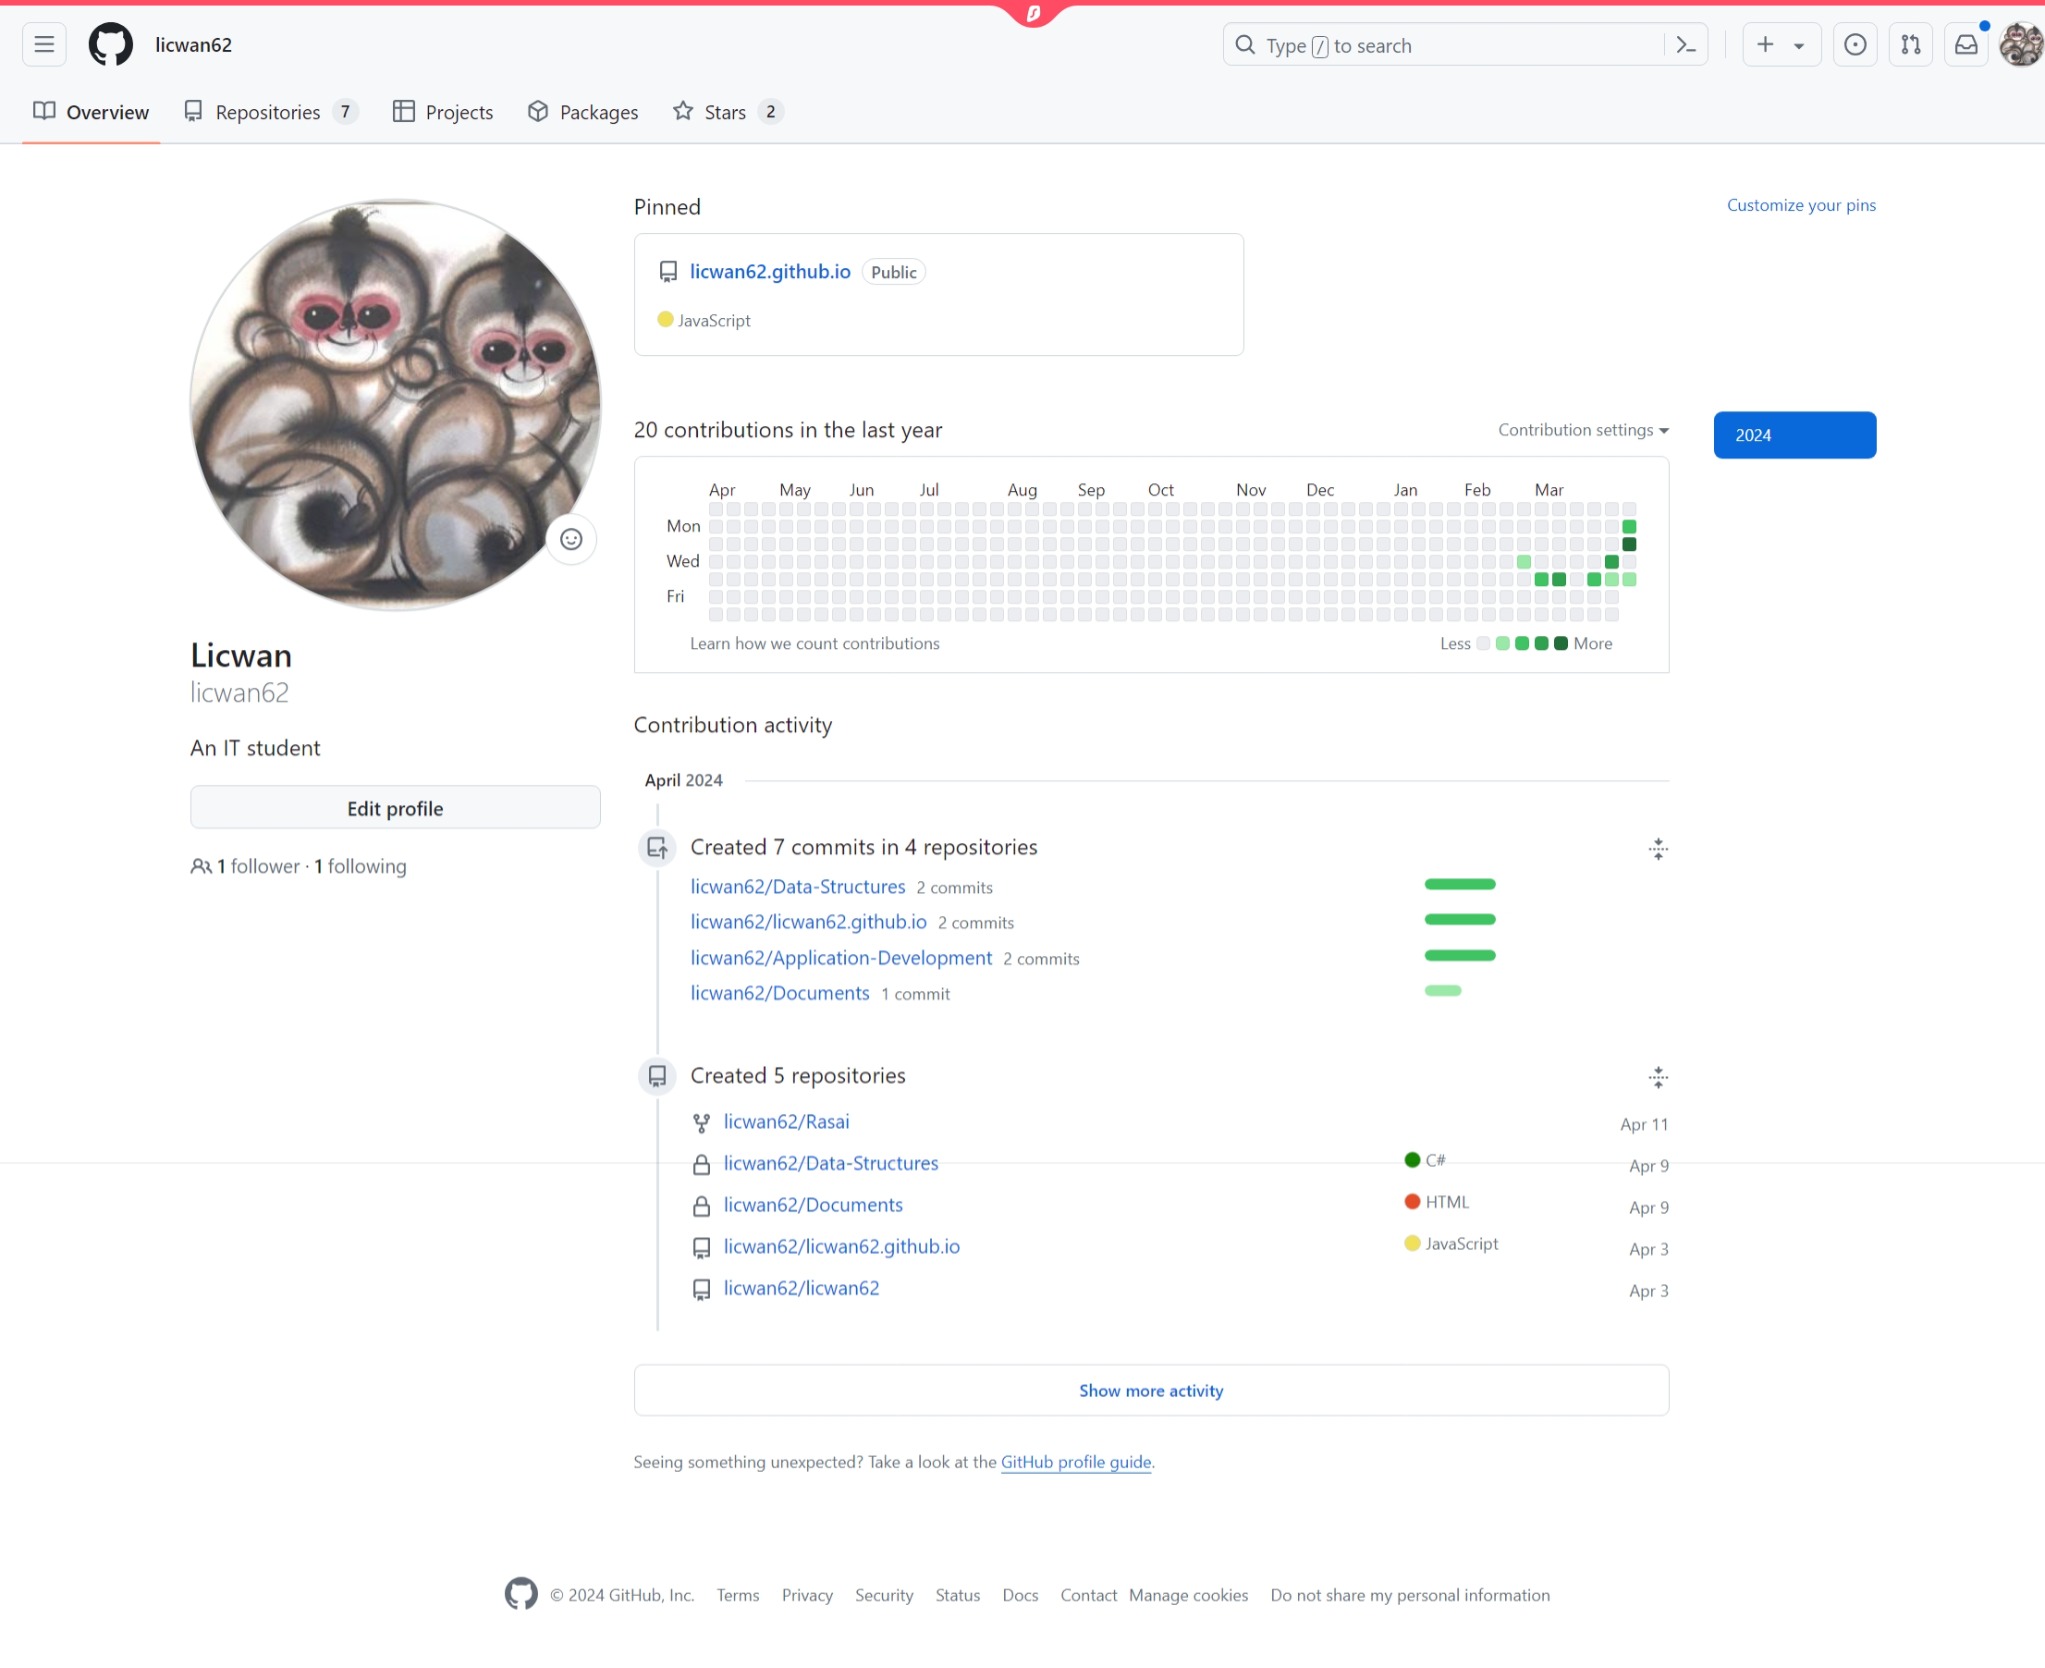 licwan62
Type / to search
Overview
Repositories 7
Projects
Packages
Stars 2
Pinned
Customize your pins
licwan62.github.io Public
JavaScript
20 contributions in the last year
Contribution settings
2024
Apr May Jun Jul Aug Sep Oct Nov Dec Jan Feb Mar
Mon
Wed
Fri
Learn how we count contributions
Less More
Licwan
licwan62
An IT student
Edit profile
1 follower · 1 following
Contribution activity
April 2024
Created 7 commits in 4 repositories
licwan62/Data-Structures 2 commits
licwan62/licwan62.github.io 2 commits
licwan62/Application-Development 2 commits
licwan62/Documents 1 commit
Created 5 repositories
licwan62/Rasai Apr 11
licwan62/Data-Structures C# Apr 9
licwan62/Documents HTML Apr 9
licwan62/licwan62.github.io JavaScript Apr 3
licwan62/licwan62 Apr 3
Show more activity
Seeing something unexpected? Take a look at the GitHub profile guide.
© 2024 GitHub, Inc. Terms Privacy Security Status Docs Contact Manage cookies Do not share my personal information